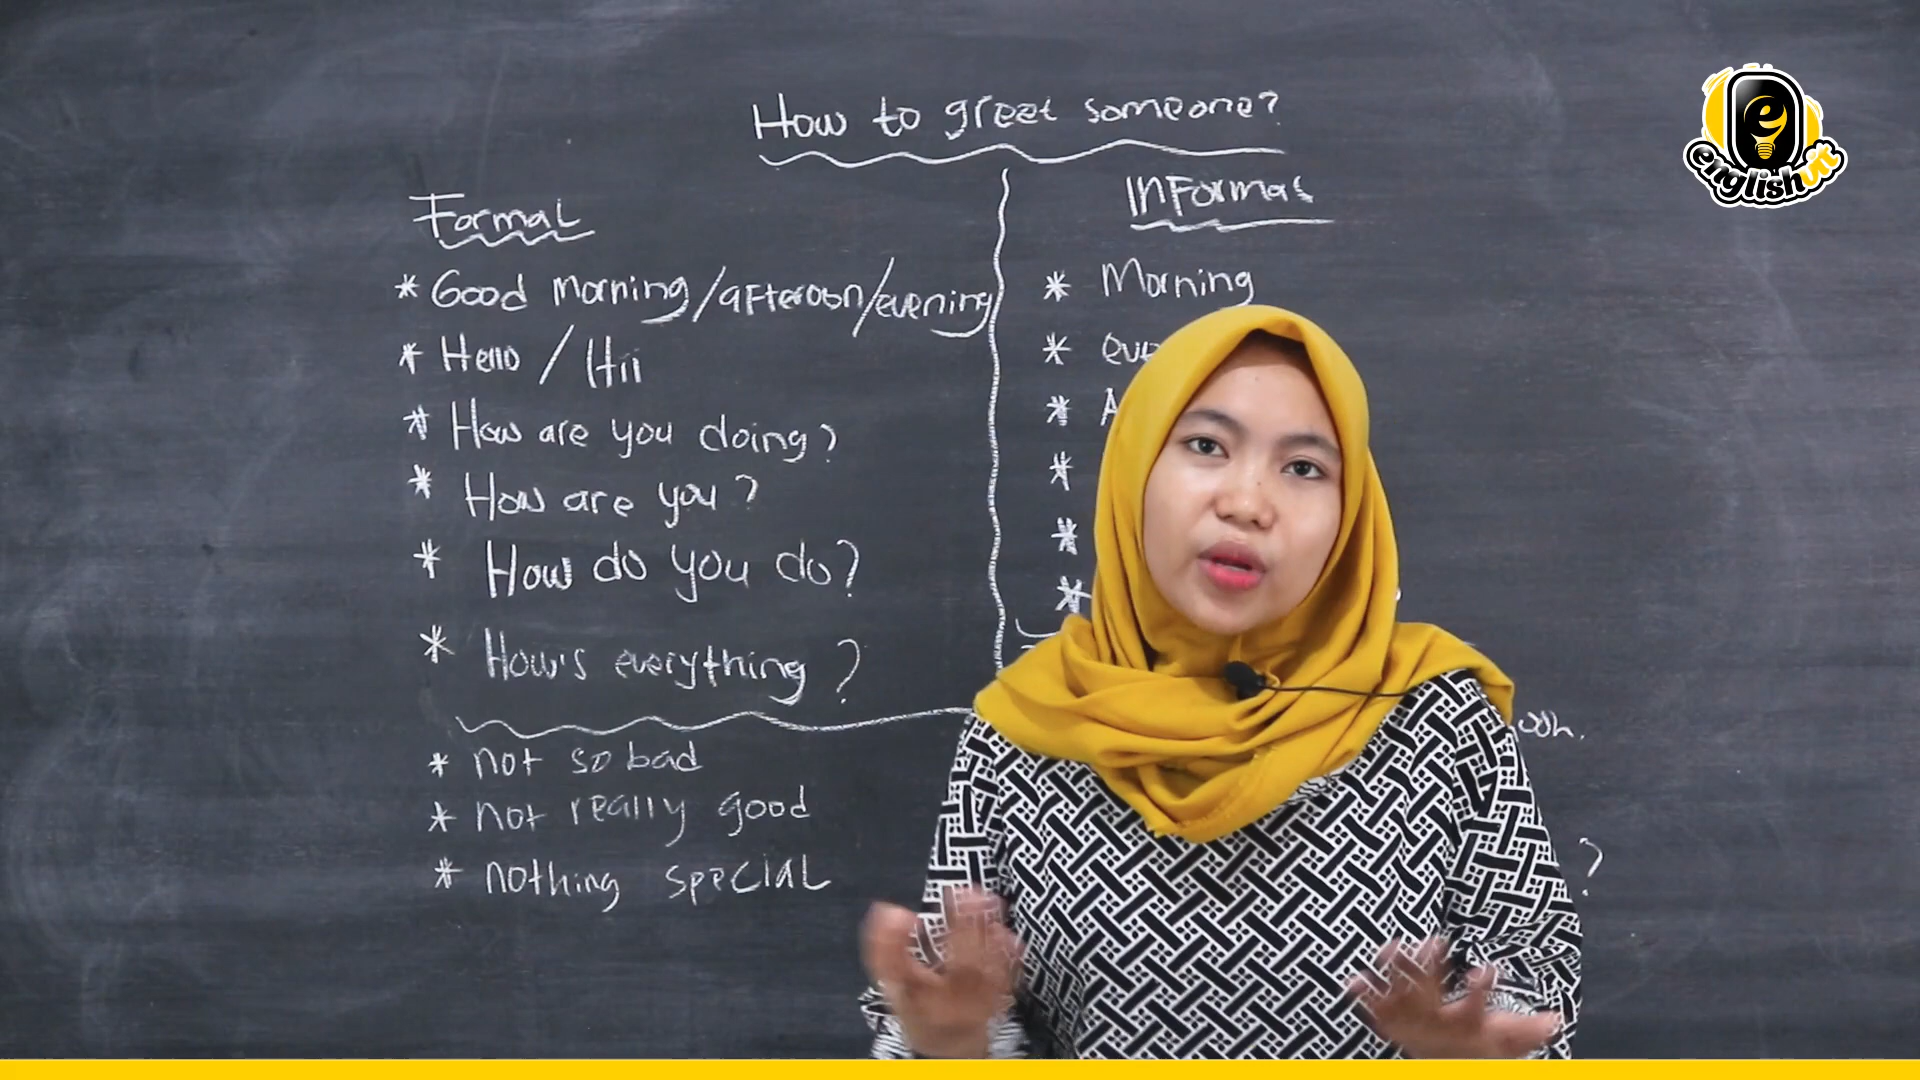 How to greet someone?
Formal
* Good morning/afteroon/evening
* Hello / Hii
* How are you doing?
* How are you?
* How do you do?
* How's everything?
* not so bad
* not really good
* nothing special
InFormal
* Morning
*
*
*
*
*
?
englishvit